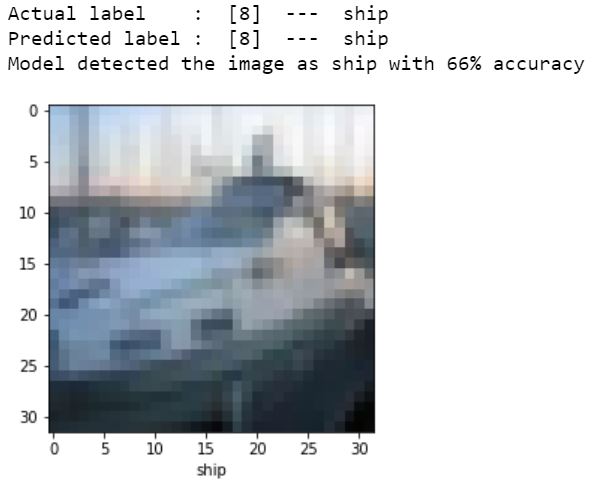 Actual label    :  [8]  ---  ship
Predicted label :  [8]  ---  ship
Model detected the image as ship with 66% accuracy
0
5
10
15
20
25
30
0 5 10 15 20 25 30
ship